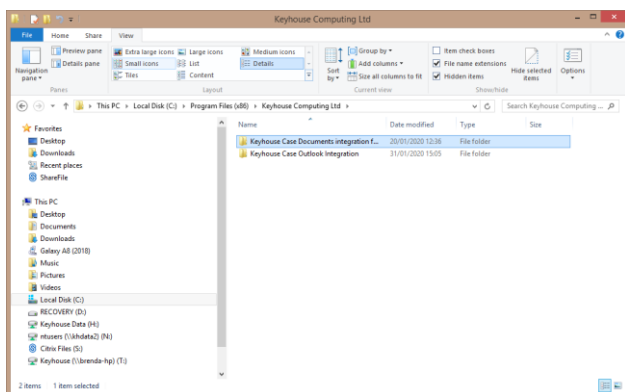 Keyhouse Computing Ltd
File Home Share View
Navigation pane
Preview pane
Details pane
Panes
Extra large icons Large icons Medium icons
Small icons List Details
Tiles Content
Layout
Sort by
Group by
Add columns
Size all columns to fit
Current view
Item check boxes
File name extensions
Hidden items
Hide selected items
Show/hide
Options
This PC Local Disk (C:) Program Files (x86) Keyhouse Computing Ltd
Search Keyhouse Computing ...
Name Date modified Type Size
Keyhouse Case Documents integration f... 20/01/2020 12:36 File folder
Keyhouse Case Outlook Integration 31/01/2020 15:05 File folder
Favorites
Desktop
Downloads
Recent places
ShareFile
This PC
Desktop
Documents
Downloads
Galaxy A8 (2018)
Music
Pictures
Videos
Local Disk (C:)
RECOVERY (D:)
Keyhouse Data (H:)
ntusers (\\khdata2) (N:)
Citrix Files (S:)
Keyhouse (\\brenda-hp) (T:)
2 items 1 item selected